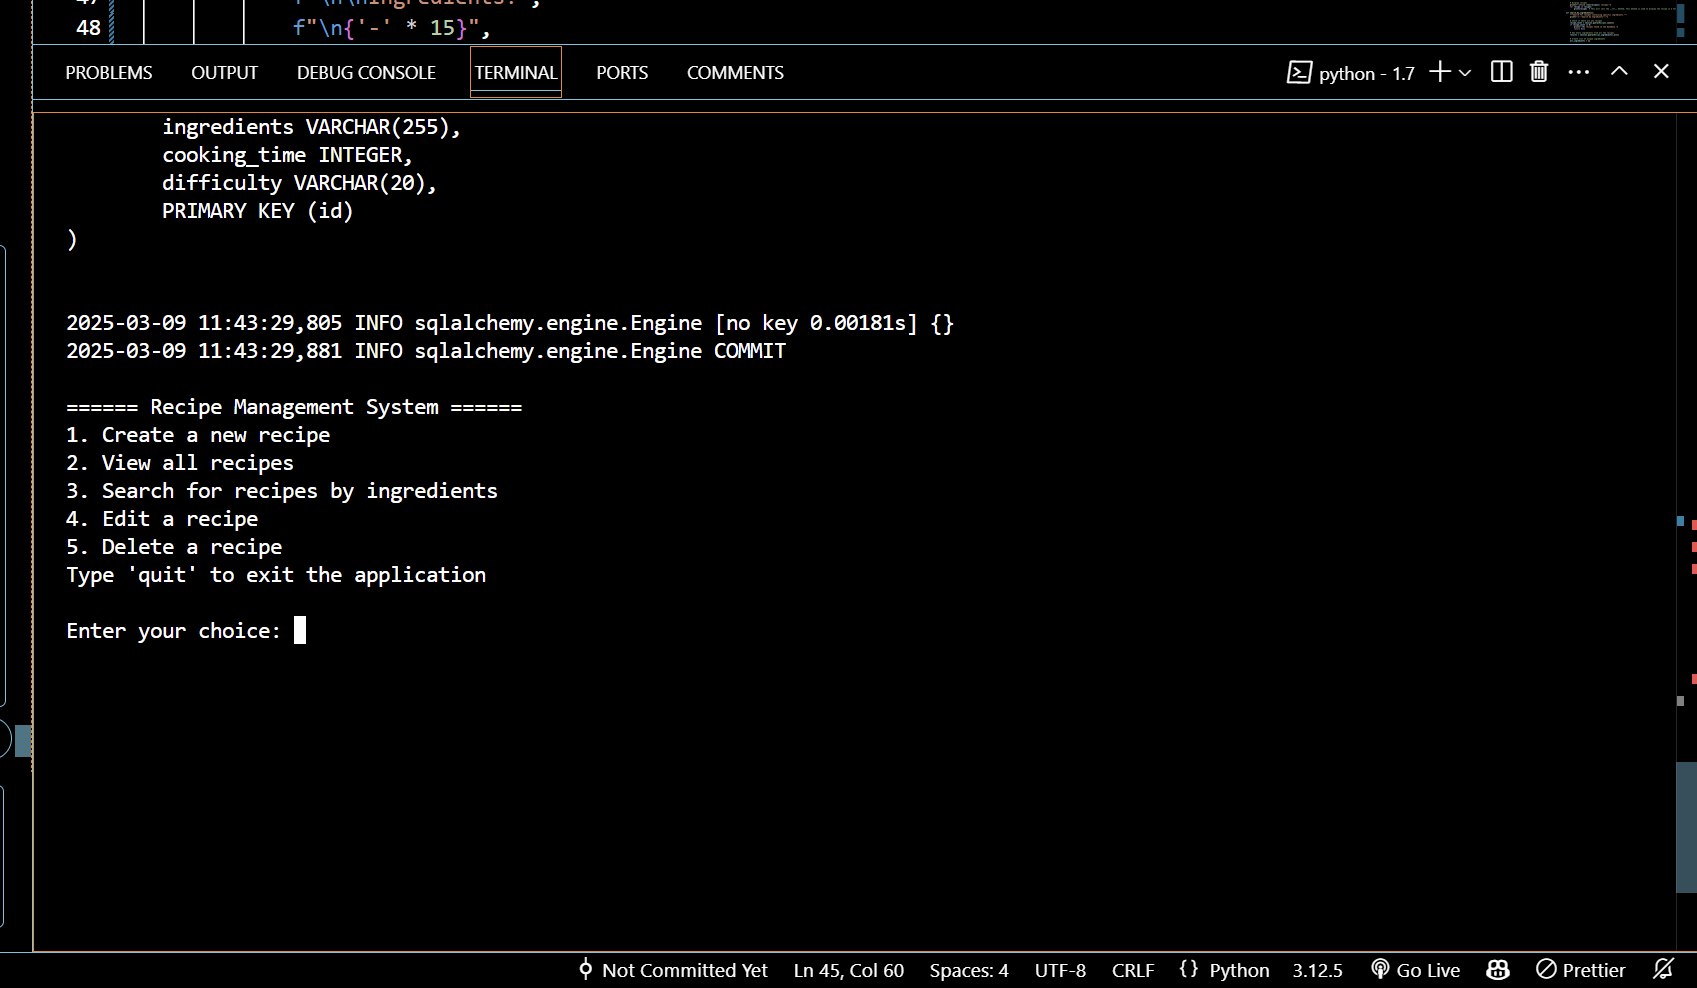 48 f"\n{'-' * 15}",
PROBLEMS OUTPUT DEBUG CONSOLE TERMINAL PORTS COMMENTS python - 1.7
ingredients VARCHAR(255),
cooking_time INTEGER,
difficulty VARCHAR(20),
PRIMARY KEY (id)
)
2025-03-09 11:43:29,805 INFO sqlalchemy.engine.Engine [no key 0.00181s] {}
2025-03-09 11:43:29,881 INFO sqlalchemy.engine.Engine COMMIT
====== Recipe Management System ======
1. Create a new recipe
2. View all recipes
3. Search for recipes by ingredients
4. Edit a recipe
5. Delete a recipe
Type 'quit' to exit the application
Enter your choice:
Not Committed Yet Ln 45, Col 60 Spaces: 4 UTF-8 CRLF {} Python 3.12.5 Go Live Prettier